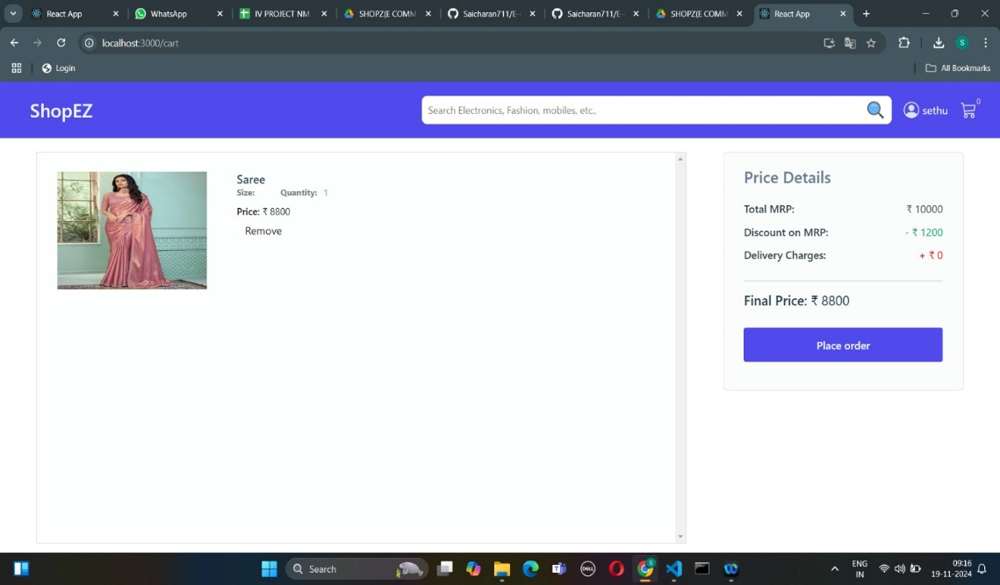 React App
WhatsApp
IV PROJECT NM
SHOPZ(E COMM
Saicharan711/E-
Saicharan711/E-
SHOPZ(E COMM
React App
localhost:3000/cart
S
Login
All Bookmarks
ShopEZ
Search Electronics, Fashion, mobiles, etc.,
sethu
0
Saree
Size: Quantity: 1
Price: ₹ 8800
Remove
Price Details
Total MRP: ₹ 10000
Discount on MRP: - ₹ 1200
Delivery Charges: + ₹ 0
Final Price: ₹ 8800
Place order
Search
DELL
ENG
IN
09:16
19-11-2024